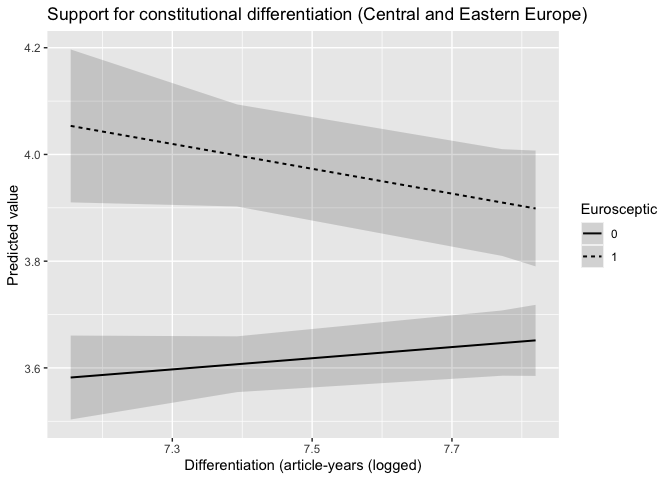 Support for constitutional differentiation (Central and Eastern Europe)
4.2
4.0
3.8
3.6
Predicted value
7.3
7.5
7.7
Differentiation (article-years (logged)
Eurosceptic
0
1